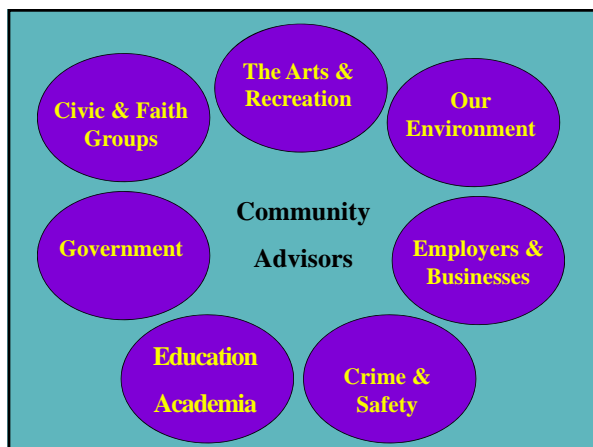 The Arts &
Recreation
Civic & Faith
Groups
Our
Environment
Community
Advisors
Government
Employers &
Businesses
Education
Academia
Crime &
Safety